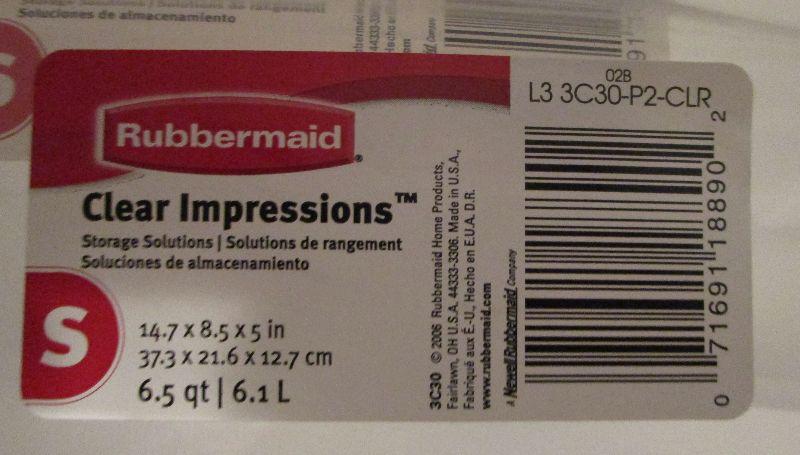 Soluciones de almacenamiento
Rubbermaid®
Clear Impressions™
Storage Solutions | Solutions de rangement
Soluciones de almacenamiento
S
14.7 x 8.5 x 5 in
37.3 x 21.6 x 12.7 cm
6.5 qt | 6.1 L
3C30 © 2006 Rubbermaid Home Products,
Fairlawn, OH U.S.A. 44333-3306. Made in U.S.A.,
Fabriqué aux É.-U., Hecho en E.U.A. D.R.
www.rubbermaid.com
A Newell Rubbermaid Company
02B
L3 3C30-P2-CLR
0 71691 18890 2